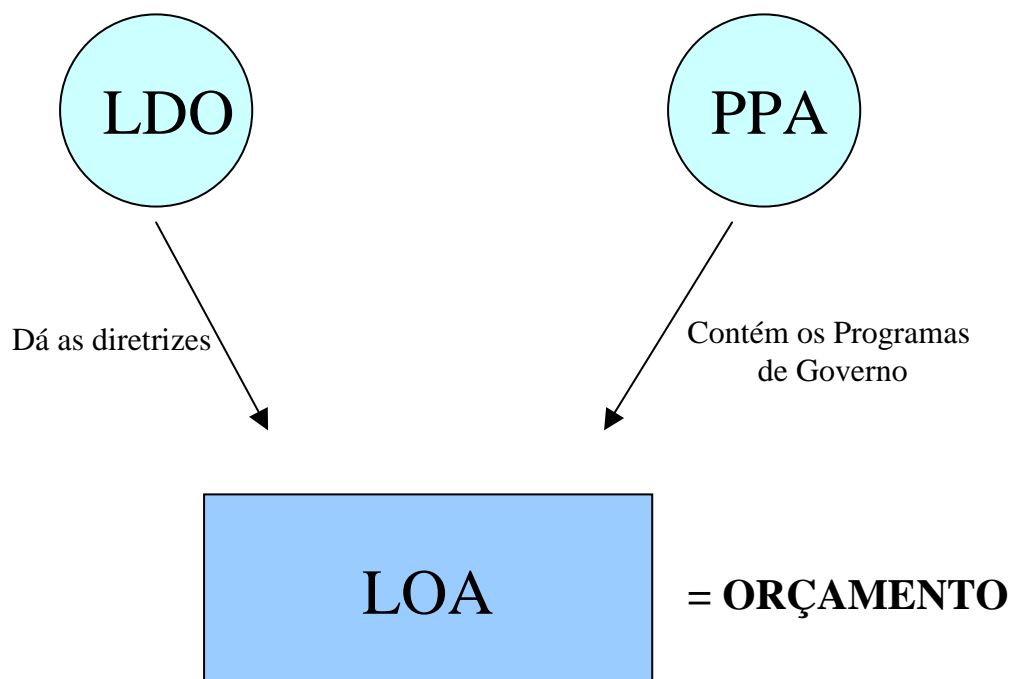 LDO
PPA
Dá as diretrizes
Contém os Programas
de Governo
LOA
= ORÇAMENTO